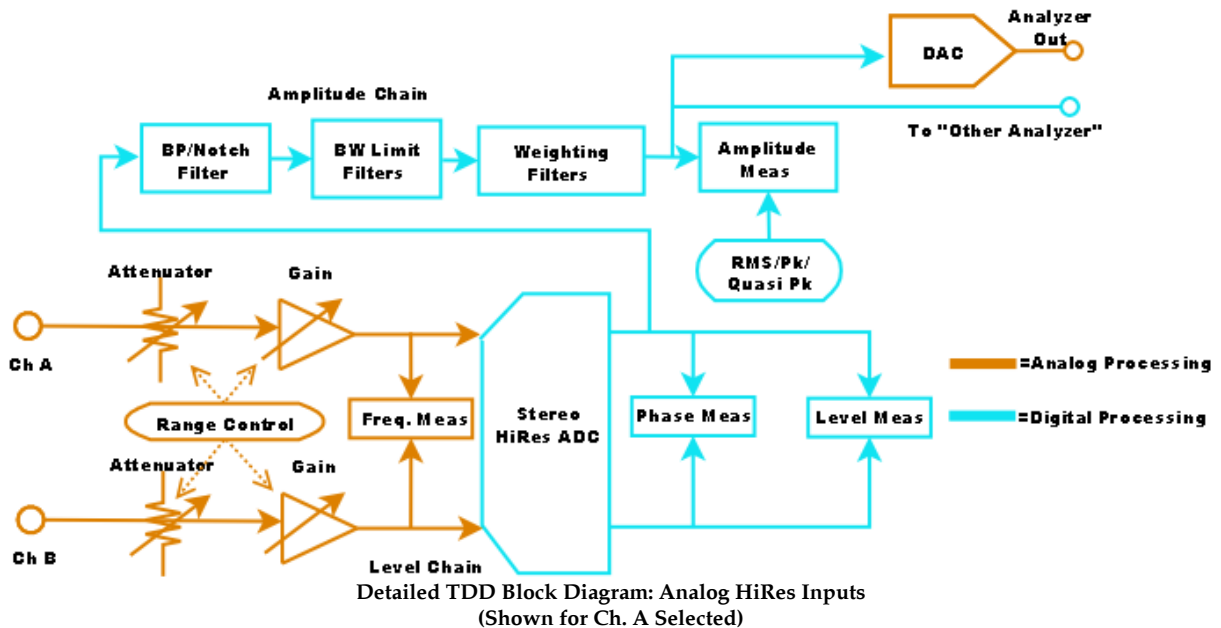 Analyzer
Out
DAC
Amplitude Chain
To "Other Analyzer"
BP/Notch
Filter
BW Limit
Filters
Weighting
Filters
Amplitude
Meas
RMS/Pk/
Quasi Pk
Attenuator
Gain
Ch A
=Analog Processing
Range Control
Freq. Meas
Stereo
HiRes ADC
Phase Meas
Level Meas
=Digital Processing
Attenuator
Gain
Ch B
Level Chain
Detailed TDD Block Diagram: Analog HiRes Inputs
(Shown for Ch. A Selected)